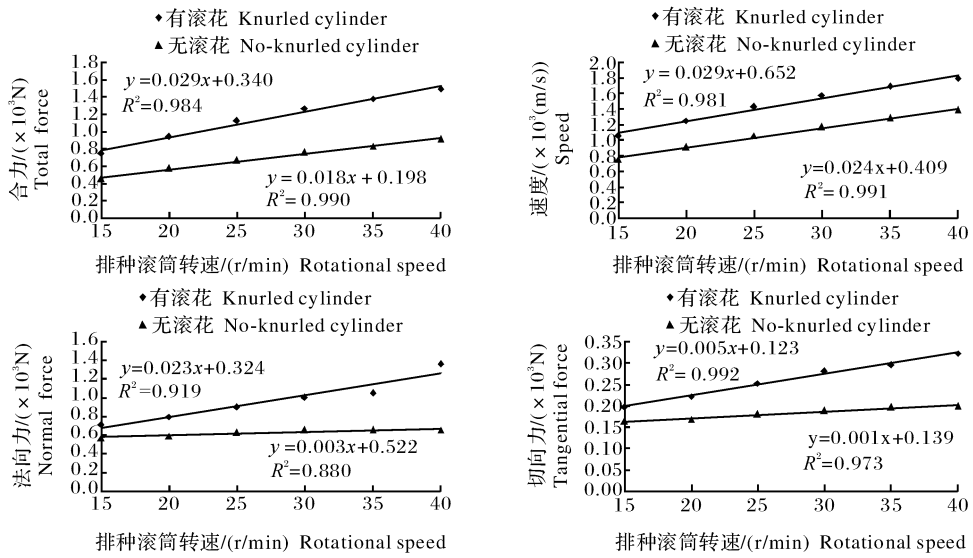 有滚花 Knurled cylinder
无滚花 No-knurled cylinder
合力/(×10³N)
Total force
1.8
1.6
1.4
1.2
1.0
0.8
0.6
0.4
0.2
0.0
y=0.029x+0.340
R²=0.984
y = 0.018x + 0.198
R²=0.990
15 20 25 30 35 40
排种滚筒转速/(r/min) Rotational speed
有滚花 Knurled cylinder
无滚花 No-knurled cylinder
速度/(×10³(m/s)
Speed
2.0
1.8
1.6
1.4
1.2
1.0
0.8
0.6
0.4
0.2
0.0
y = 0.029x+0.652
R² = 0.981
y=0.024x+0.409
R²=0.991
15 20 25 30 35 40
排种滚筒转速/(r/min) Rotational speed
有滚花 Knurled cylinder
无滚花 No-knurled cylinder
法向力/(×10³N)
Normal force
1.6
1.4
1.2
1.0
0.8
0.6
0.4
0.2
0.0
y=0.023x+0.324
R²=0.919
y=0.003x+0.522
R²=0.880
15 20 25 30 35 40
排种滚筒转速/(r/min) Rotational speed
有滚花 Knurled cylinder
无滚花 No-knurled cylinder
切向力/(×10³N)
Tangential force
0.35
0.30
0.25
0.20
0.15
0.10
0.05
0.00
y=0.005x+0.123
R²= 0.992
y=0.001x+0.139
R²=0.973
15 20 25 30 35 40
排种滚筒转速/(r/min) Rotational speed